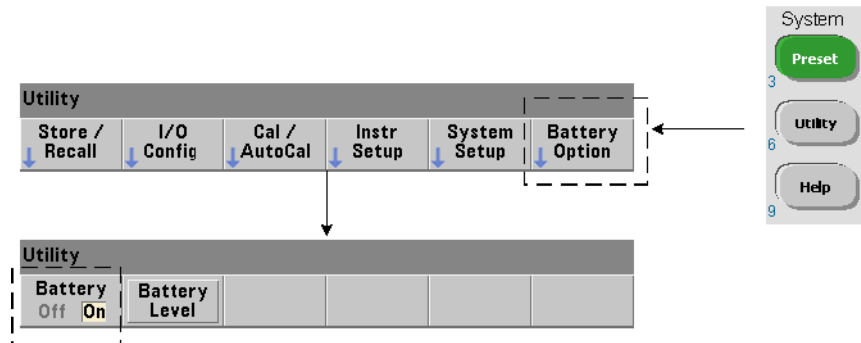 System
Preset
3
Utility
6
Help
9
Utility
Store /
Recall
I/O
Config
Cal /
AutoCal
Instr
Setup
System
Setup
Battery
Option
Utility
Battery
Off On
Battery
Level